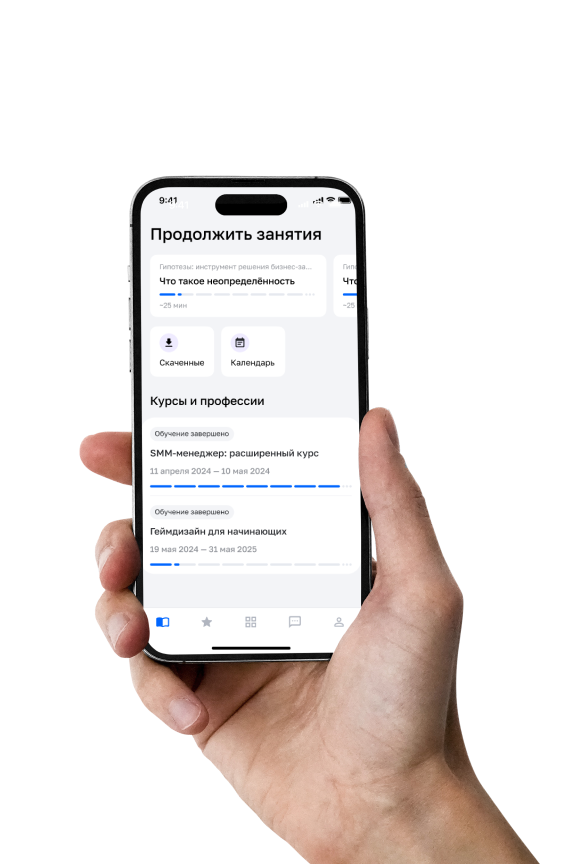 9:41
Продолжить занятия
Гипотезы: инструмент решения бизнес-за...
Что такое неопределённость
~25 мин
~25
Скаченные
Календарь
Курсы и профессии
Обучение завершено
SMM-менеджер: расширенный курс
11 апреля 2024 — 10 мая 2024
Обучение завершено
Геймдизайн для начинающих
19 мая 2024 — 31 мая 2025